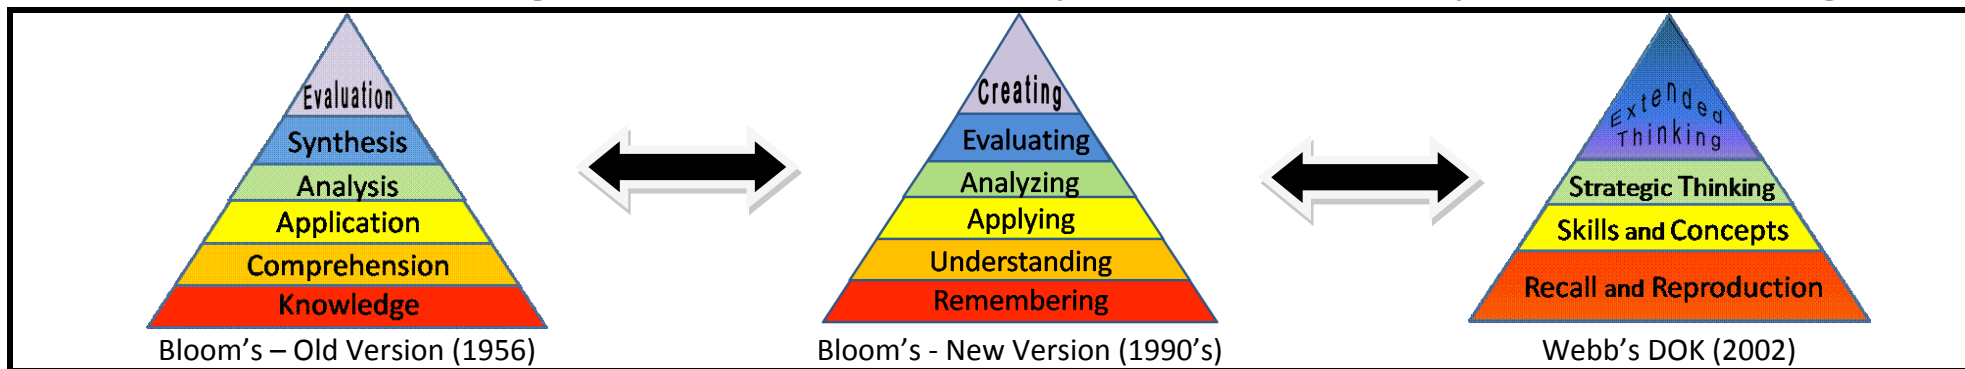 Evaluation
Synthesis
Analysis
Application
Comprehension
Knowledge
Bloom's – Old Version (1956)
Creating
Evaluating
Analyzing
Applying
Understanding
Remembering
Bloom's - New Version (1990's)
Extended
Thinking
Strategic Thinking
Skills and Concepts
Recall and Reproduction
Webb's DOK (2002)